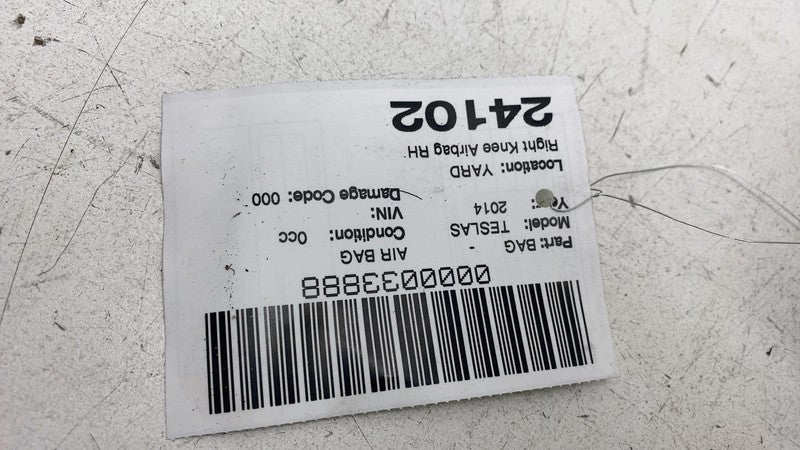 0000033888
Part: BAG - AIR BAG
Model: TESLAS Condition: 0cc
Year: 2014 VIN:
Damage Code: 000
Location: YARD
Right Knee Airbag RH
24102